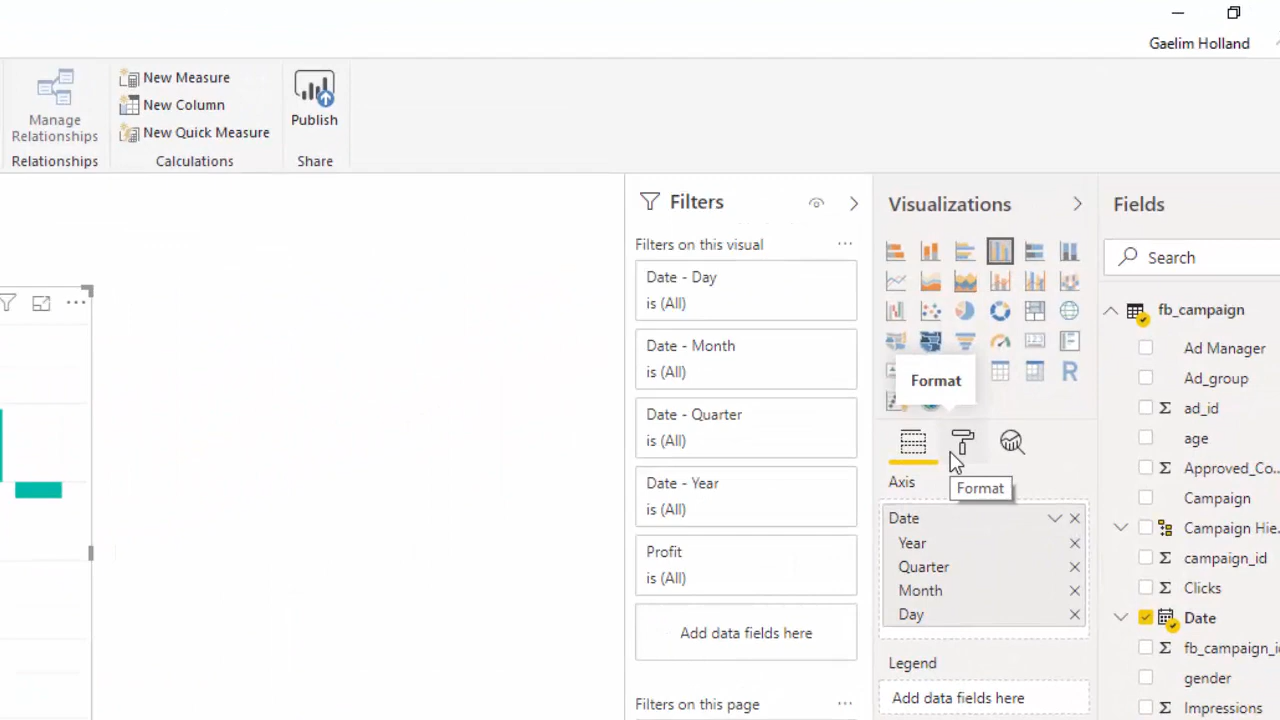 Gaelim Holland
Manage
Relationships
Relationships
New Measure
New Column
New Quick Measure
Calculations
Publish
Share
Filters
Filters on this visual
Date - Day
is (All)
Date - Month
is (All)
Date - Quarter
is (All)
Date - Year
is (All)
Profit
is (All)
Add data fields here
Filters on this page
Visualizations
R
Format
Format
Axis
Date
Year
Quarter
Month
Day
Legend
Add data fields here
Fields
Search
fb_campaign
Ad Manager
Ad_group
ad_id
age
Approved_Co...
Campaign
Campaign Hie...
campaign_id
Clicks
Date
fb_campaign_i
gender
Impressions